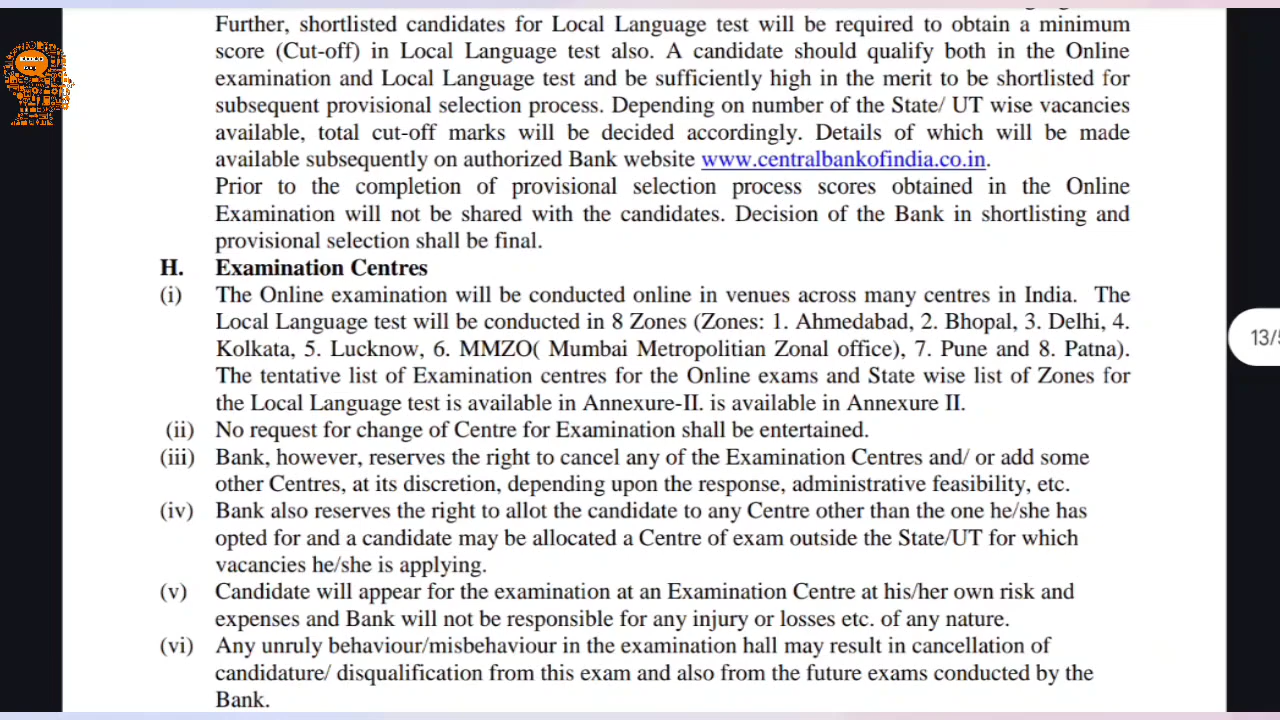 Further, shortlisted candidates for Local Language test will be required to obtain a minimum
score (Cut-off) in Local Language test also. A candidate should qualify both in the Online
examination and Local Language test and be sufficiently high in the merit to be shortlisted for
subsequent provisional selection process. Depending on number of the State/ UT wise vacancies
available, total cut-off marks will be decided accordingly. Details of which will be made
available subsequently on authorized Bank website www.centralbankofindia.co.in.
Prior to the completion of provisional selection process scores obtained in the Online
Examination will not be shared with the candidates. Decision of the Bank in shortlisting and
provisional selection shall be final.
H. Examination Centres
(i) The Online examination will be conducted online in venues across many centres in India. The
Local Language test will be conducted in 8 Zones (Zones: 1. Ahmedabad, 2. Bhopal, 3. Delhi, 4.
Kolkata, 5. Lucknow, 6. MMZO( Mumbai Metropolitian Zonal office), 7. Pune and 8. Patna).
The tentative list of Examination centres for the Online exams and State wise list of Zones for
the Local Language test is available in Annexure-II. is available in Annexure II.
(ii) No request for change of Centre for Examination shall be entertained.
(iii) Bank, however, reserves the right to cancel any of the Examination Centres and/ or add some
other Centres, at its discretion, depending upon the response, administrative feasibility, etc.
(iv) Bank also reserves the right to allot the candidate to any Centre other than the one he/she has
opted for and a candidate may be allocated a Centre of exam outside the State/UT for which
vacancies he/she is applying.
(v) Candidate will appear for the examination at an Examination Centre at his/her own risk and
expenses and Bank will not be responsible for any injury or losses etc. of any nature.
(vi) Any unruly behaviour/misbehaviour in the examination hall may result in cancellation of
candidature/ disqualification from this exam and also from the future exams conducted by the
Bank.
13/5